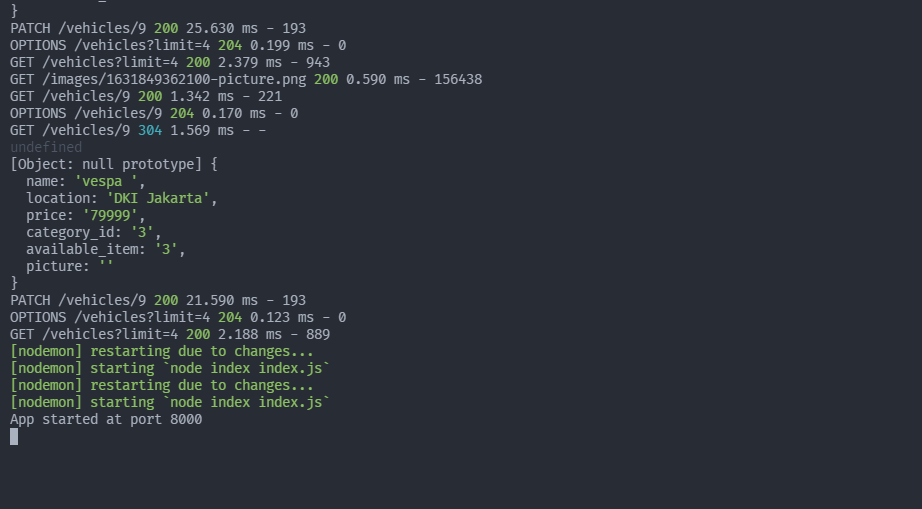 }
PATCH /vehicles/9 200 25.630 ms - 193
OPTIONS /vehicles?limit=4 204 0.199 ms - 0
GET /vehicles?limit=4 200 2.379 ms - 943
GET /images/1631849362100-picture.png 200 0.590 ms - 156438
GET /vehicles/9 200 1.342 ms - 221
OPTIONS /vehicles/9 204 0.170 ms - 0
GET /vehicles/9 304 1.569 ms - -
undefined
[Object: null prototype] {
  name: 'vespa ',
  location: 'DKI Jakarta',
  price: '79999',
  category_id: '3',
  available_item: '3',
  picture: ''
}
PATCH /vehicles/9 200 21.590 ms - 193
OPTIONS /vehicles?limit=4 204 0.123 ms - 0
GET /vehicles?limit=4 200 2.188 ms - 889
[nodemon] restarting due to changes...
[nodemon] starting `node index index.js`
[nodemon] restarting due to changes...
[nodemon] starting `node index index.js`
App started at port 8000